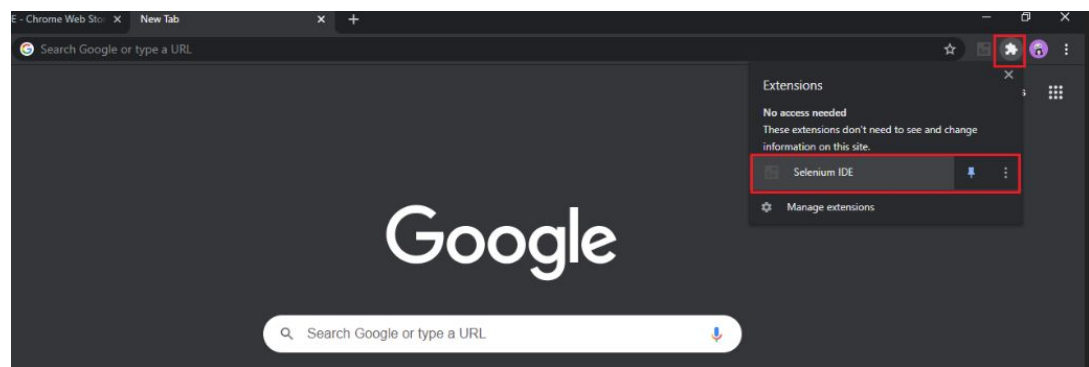 E - Chrome Web Sto
New Tab
Search Google or type a URL
Extensions
No access needed
These extensions don't need to see and change
information on this site.
Selenium IDE
Manage extensions
Google
Search Google or type a URL